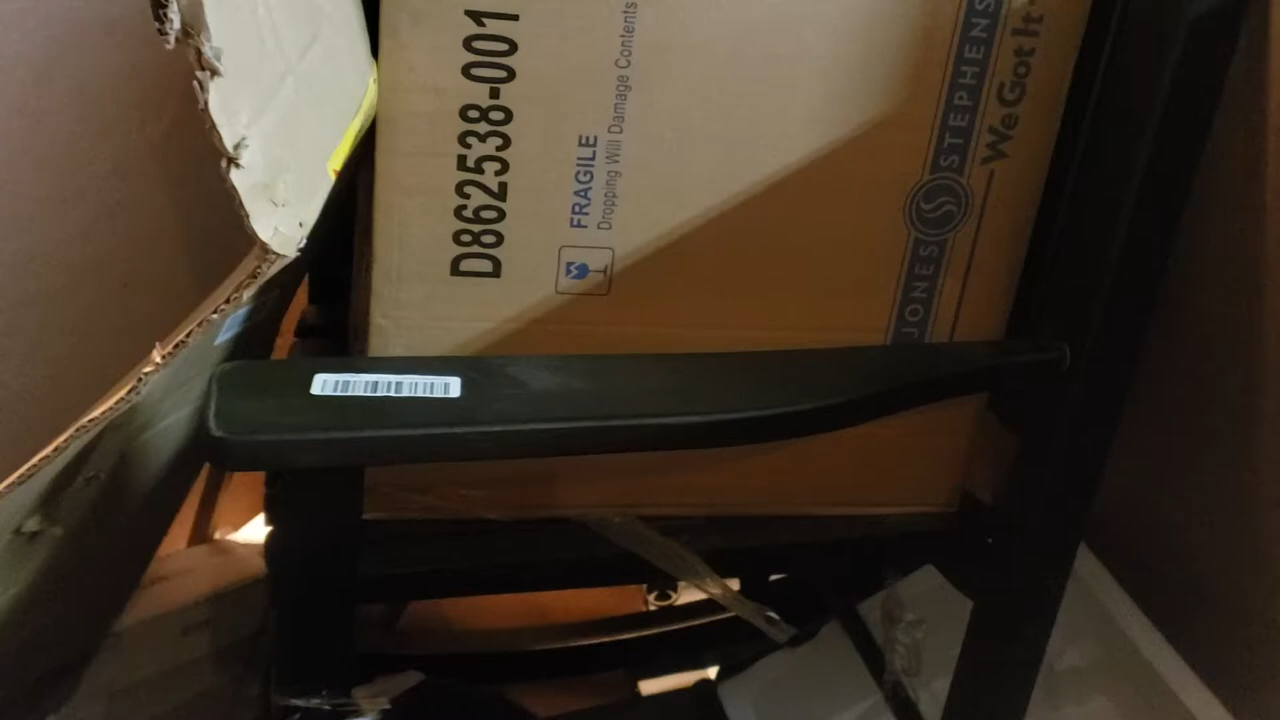 D862538-001
FRAGILE
Dropping Will Damage Contents
JONES STEPHENS
We Got It